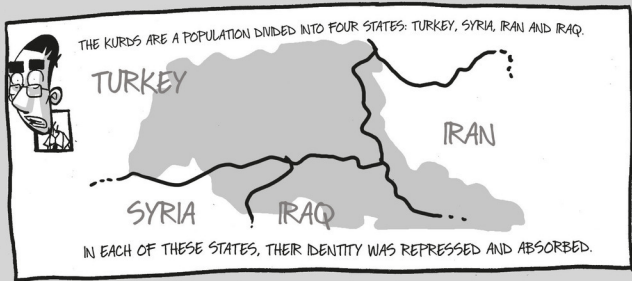 THE KURDS ARE A POPULATION DIVIDED INTO FOUR STATES: TURKEY, SYRIA, IRAN AND IRAQ.
TURKEY
IRAN
SYRIA
IRAQ
IN EACH OF THESE STATES, THEIR IDENTITY WAS REPRESSED AND ABSORBED.